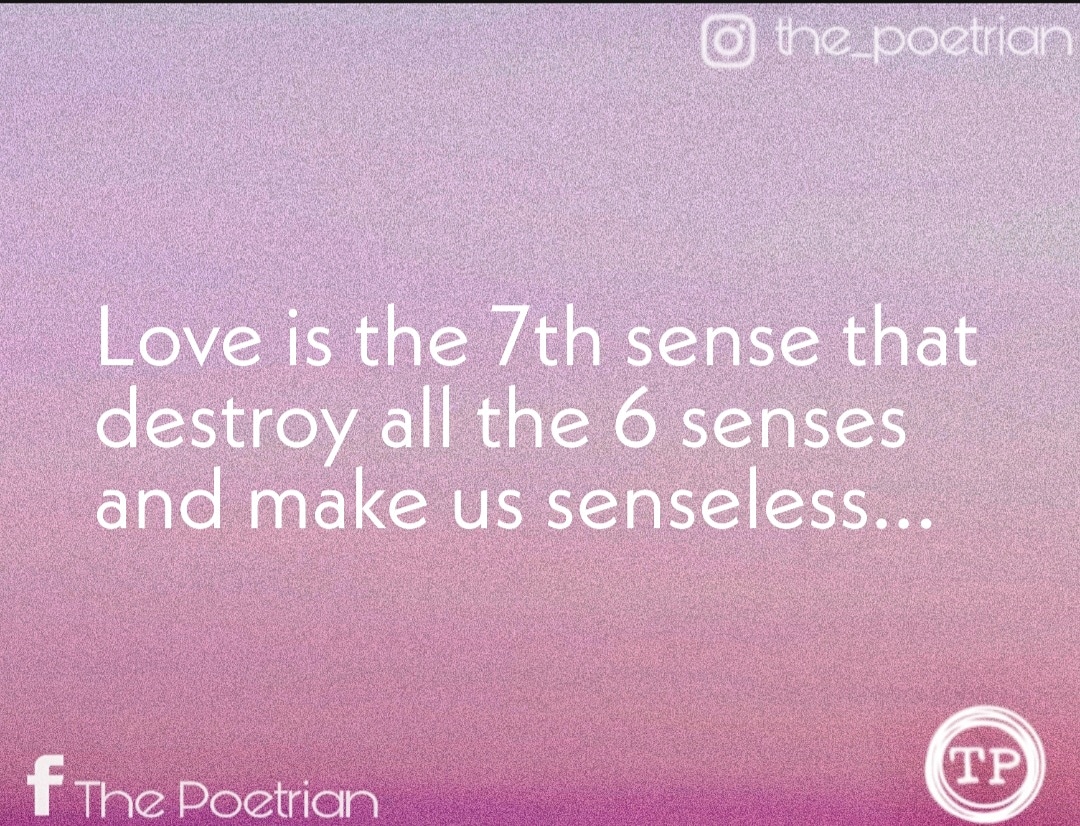 the_poetrian
Love is the 7th sense that
destroy all the 6 senses
and make us senseless...
TP
f The Poetrian